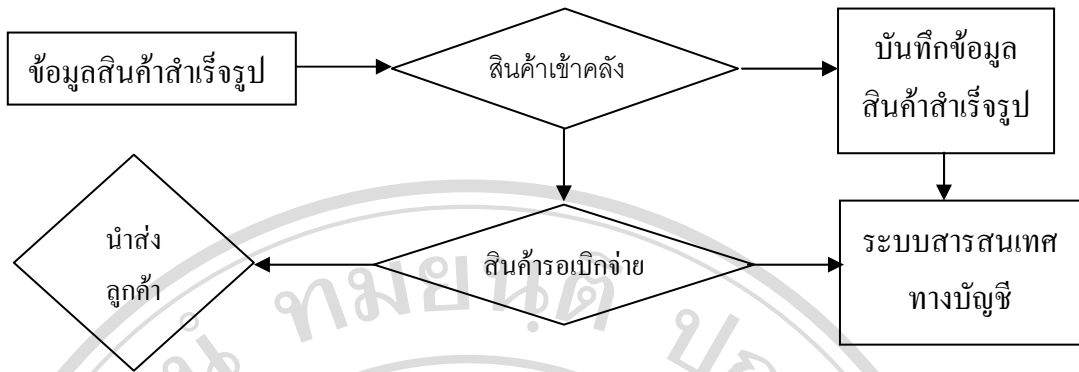 ข้อมูลสินค้าสำเร็จรูป
สินค้าเข้าคลัง
บันทึกข้อมูล
สินค้าสำเร็จรูป
นำส่ง
ลูกค้า
สินค้ารอเบิกจ่าย
ระบบสารสนเทศ
ทางบัญชี